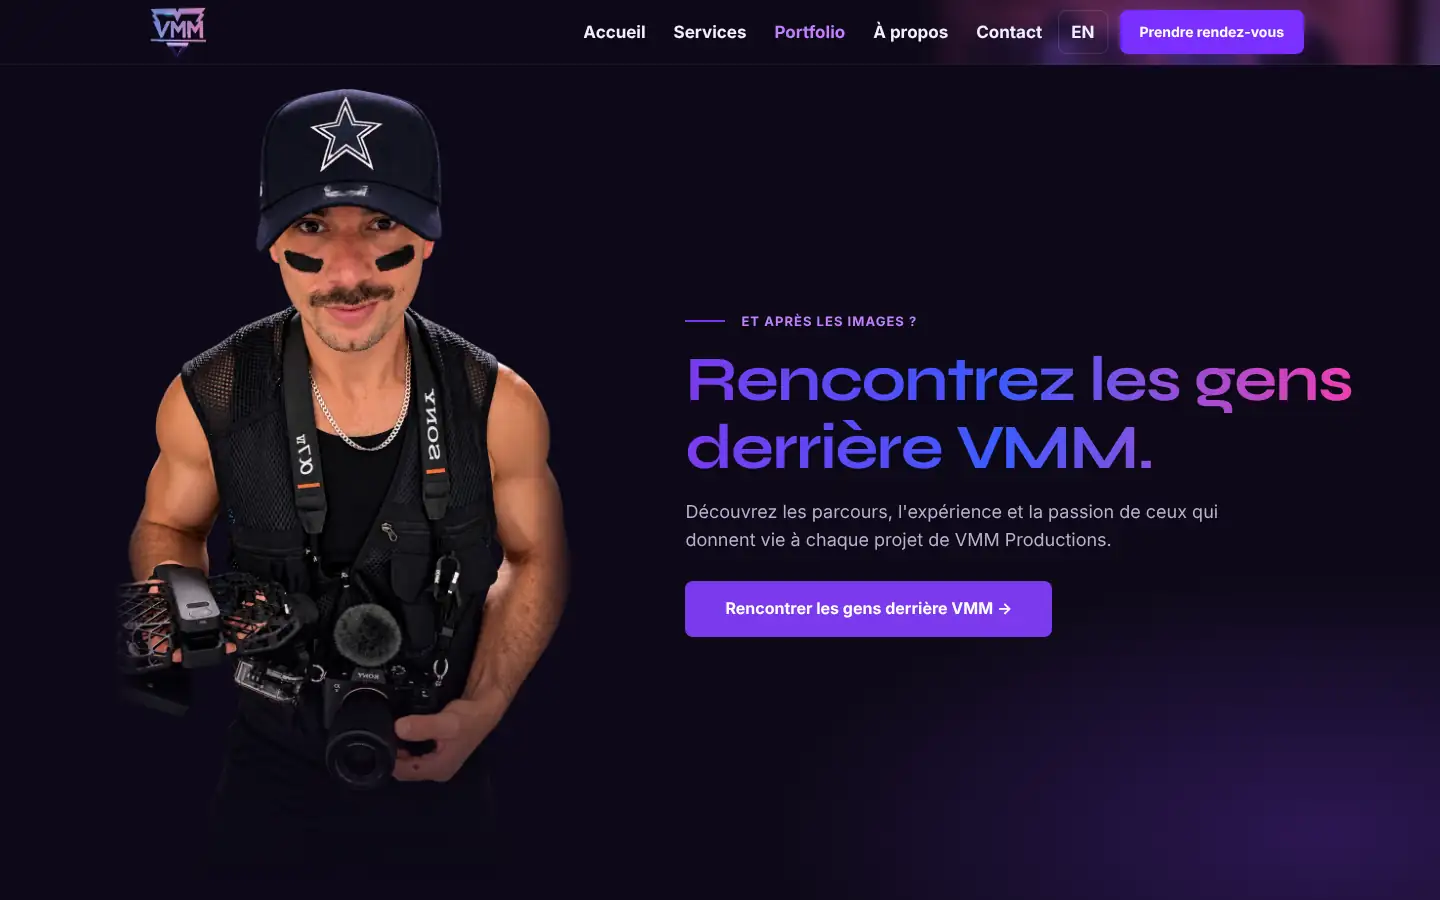 VMM
Accueil
Services
Portfolio
À propos
Contact
EN
Prendre rendez-vous
SONY
ET APRÈS LES IMAGES ?
Rencontrez les gens
derrière VMM.
Découvrez les parcours, l'expérience et la passion de ceux qui
donnent vie à chaque projet de VMM Productions.
Rencontrer les gens derrière VMM →
SONY